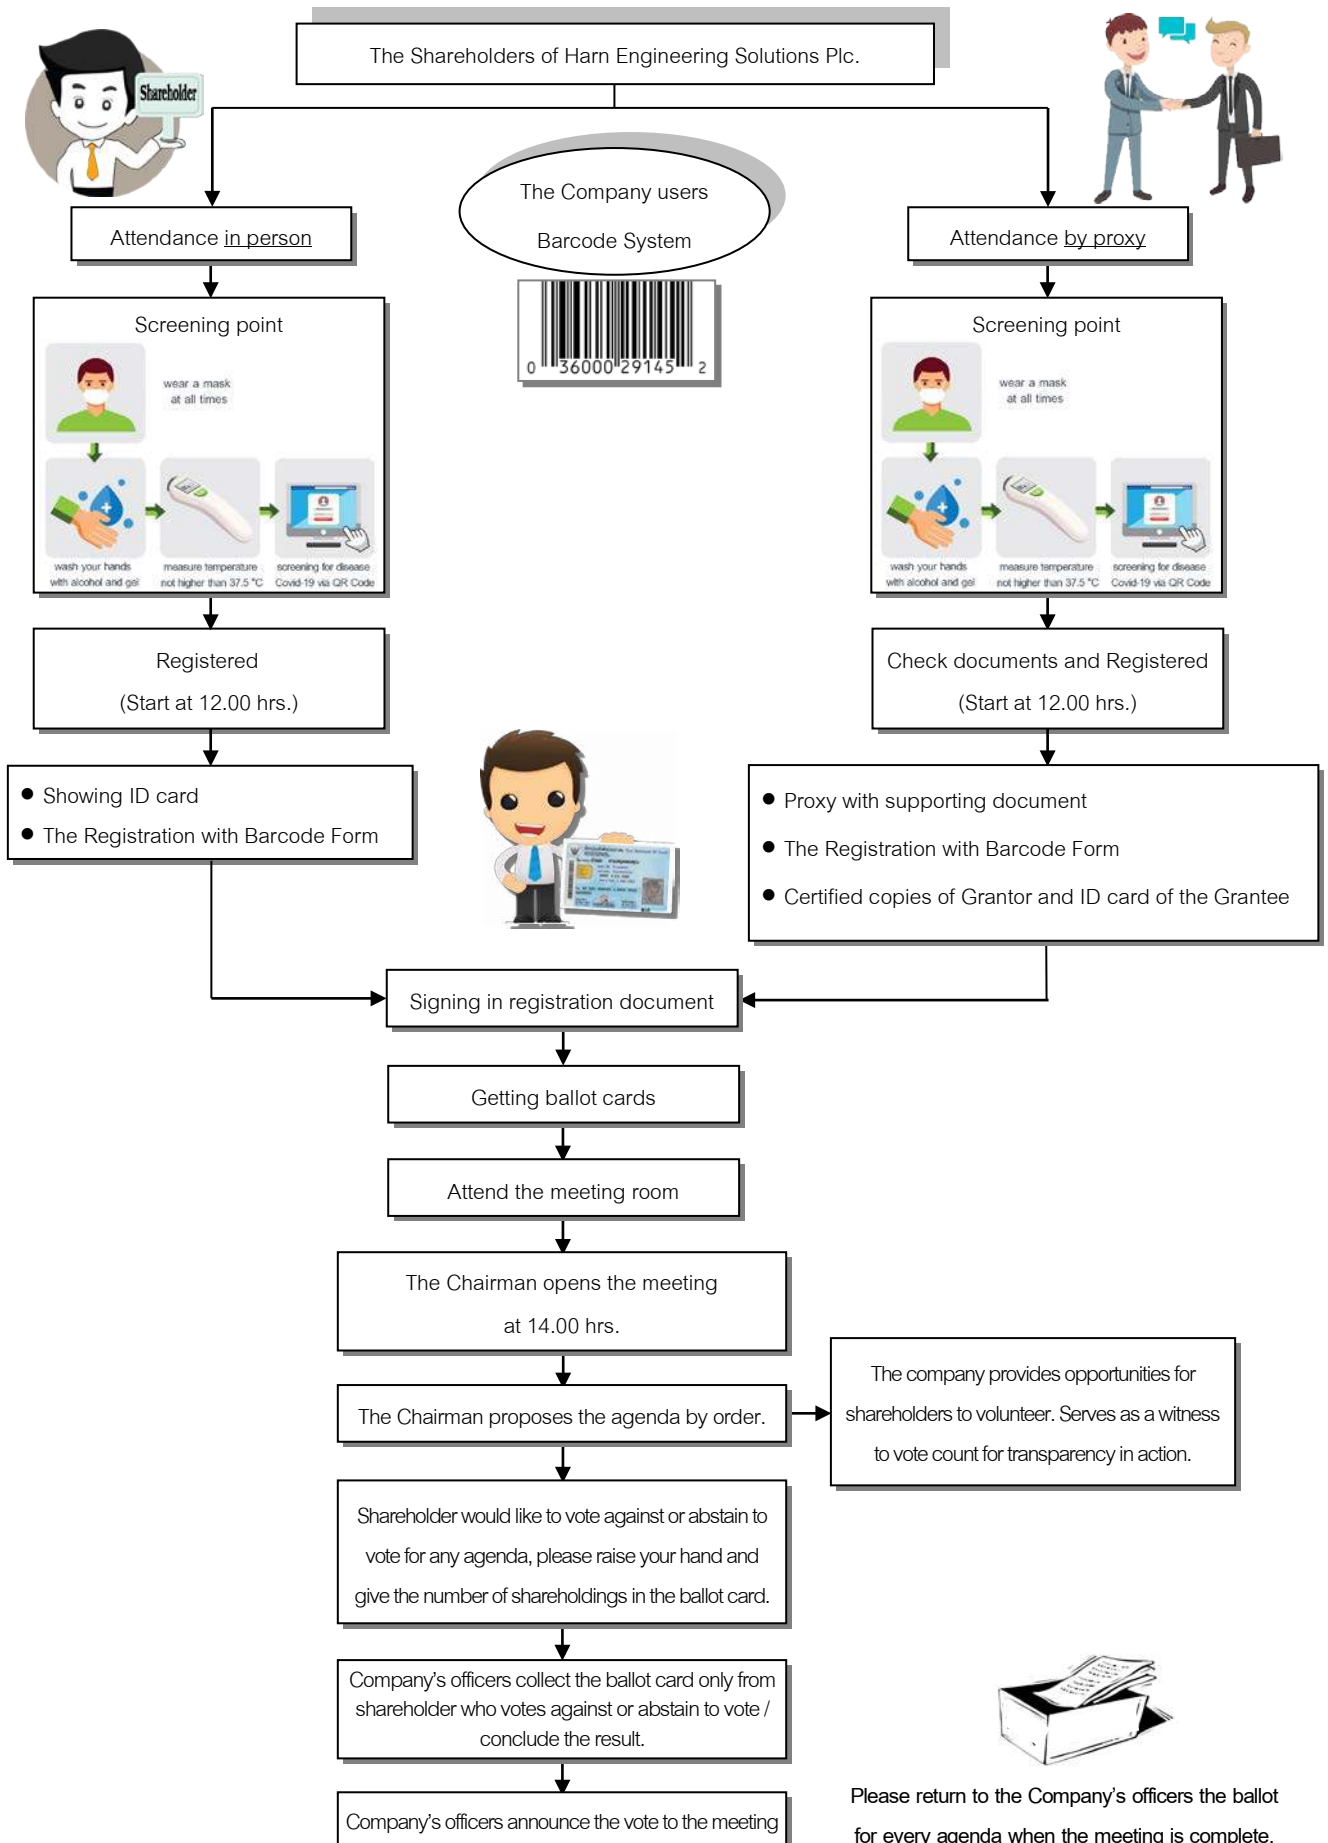 The Shareholders of Harn Engineering Solutions Plc.
Shareholder
The Company users
Barcode System
0 36000 29145 2
Attendance in person
Attendance by proxy
Screening point
wear a mask
at all times
wash your hands
with alcohol and gel
measure temperature
not higher than 37.5 °C
screening for disease
Covid-19 via QR Code
Screening point
wear a mask
at all times
wash your hands
with alcohol and gel
measure temperature
not higher than 37.5 °C
screening for disease
Covid-19 via QR Code
Registered
(Start at 12.00 hrs.)
Check documents and Registered
(Start at 12.00 hrs.)
● Showing ID card
● The Registration with Barcode Form
● Proxy with supporting document
● The Registration with Barcode Form
● Certified copies of Grantor and ID card of the Grantee
Signing in registration document
Getting ballot cards
Attend the meeting room
The Chairman opens the meeting
at 14.00 hrs.
The Chairman proposes the agenda by order.
The company provides opportunities for
shareholders to volunteer. Serves as a witness
to vote count for transparency in action.
Shareholder would like to vote against or abstain to
vote for any agenda, please raise your hand and
give the number of shareholdings in the ballot card.
Company's officers collect the ballot card only from
shareholder who votes against or abstain to vote /
conclude the result.
Company's officers announce the vote to the meeting
Please return to the Company's officers the ballot
for every agenda when the meeting is complete.